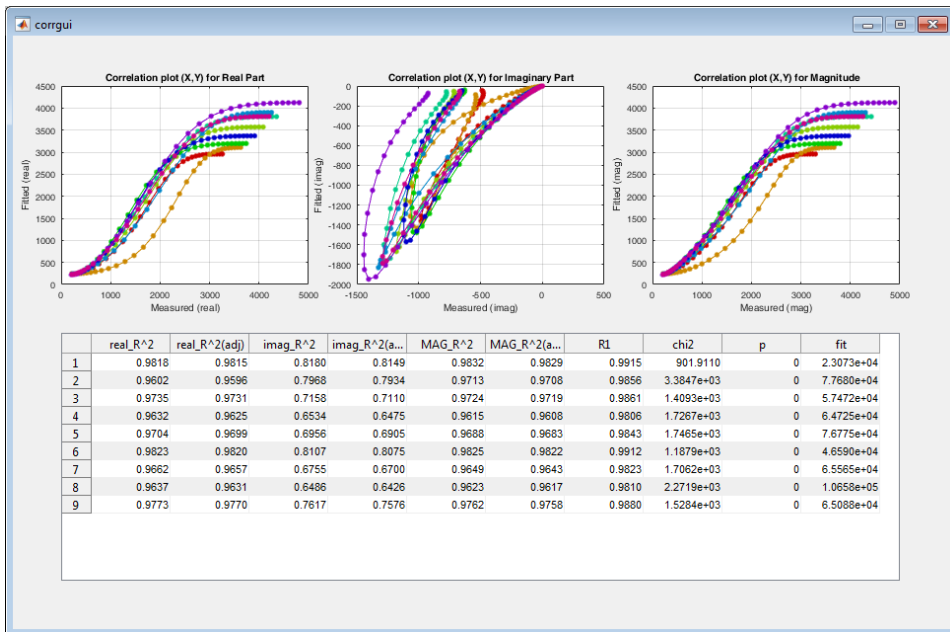 corrgui
Correlation plot (X,Y) for Real Part
4500
4000
3500
3000
2500
2000
1500
1000
500
0
Fitted (real)
0 1000 2000 3000 4000 5000
Measured (real)
Correlation plot (X,Y) for Imaginary Part
0
-200
-400
-600
-800
-1000
-1200
-1400
-1600
-1800
-2000
Fitted (imag)
-1500 -1000 -500 0 500
Measured (imag)
Correlation plot (X,Y) for Magnitude
4500
4000
3500
3000
2500
2000
1500
1000
500
0
Fitted (mag)
0 1000 2000 3000 4000 5000
Measured (mag)
real_R^2 real_R^2(adj) imag_R^2 imag_R^2(a... MAG_R^2 MAG_R^2(a... R1 chi2 p fit
1 0.9818 0.9815 0.8180 0.8149 0.9832 0.9829 0.9915 901.9110 0 2.3073e+04
2 0.9602 0.9596 0.7968 0.7934 0.9713 0.9708 0.9856 3.3847e+03 0 7.7680e+04
3 0.9735 0.9731 0.7158 0.7110 0.9724 0.9719 0.9861 1.4093e+03 0 5.7472e+04
4 0.9632 0.9625 0.6534 0.6475 0.9615 0.9608 0.9806 1.7267e+03 0 6.4725e+04
5 0.9704 0.9699 0.6956 0.6905 0.9688 0.9683 0.9843 1.7465e+03 0 7.6775e+04
6 0.9823 0.9820 0.8107 0.8075 0.9825 0.9822 0.9912 1.1879e+03 0 4.6590e+04
7 0.9662 0.9657 0.6755 0.6700 0.9649 0.9643 0.9823 1.7062e+03 0 6.5565e+04
8 0.9637 0.9631 0.6486 0.6426 0.9623 0.9617 0.9810 2.2719e+03 0 1.0658e+05
9 0.9773 0.9770 0.7617 0.7576 0.9762 0.9758 0.9880 1.5284e+03 0 6.5088e+04